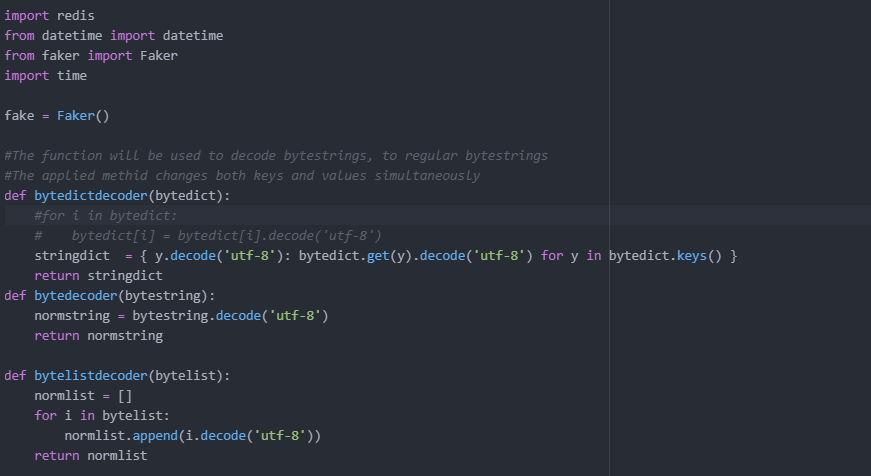 import redis
from datetime import datetime
from faker import Faker
import time

fake = Faker()

#The function will be used to decode bytestrings, to regular bytestrings
#The applied methid changes both keys and values simultaneously
def bytedictdecoder(bytedict):
    #for i in bytedict:
    #    bytedict[i] = bytedict[i].decode('utf-8')
    stringdict  = { y.decode('utf-8'): bytedict.get(y).decode('utf-8') for y in bytedict.keys() }
    return stringdict
def bytedecoder(bytestring):
    normstring = bytestring.decode('utf-8')
    return normstring

def bytelistdecoder(bytelist):
    normlist = []
    for i in bytelist:
        normlist.append(i.decode('utf-8'))
    return normlist